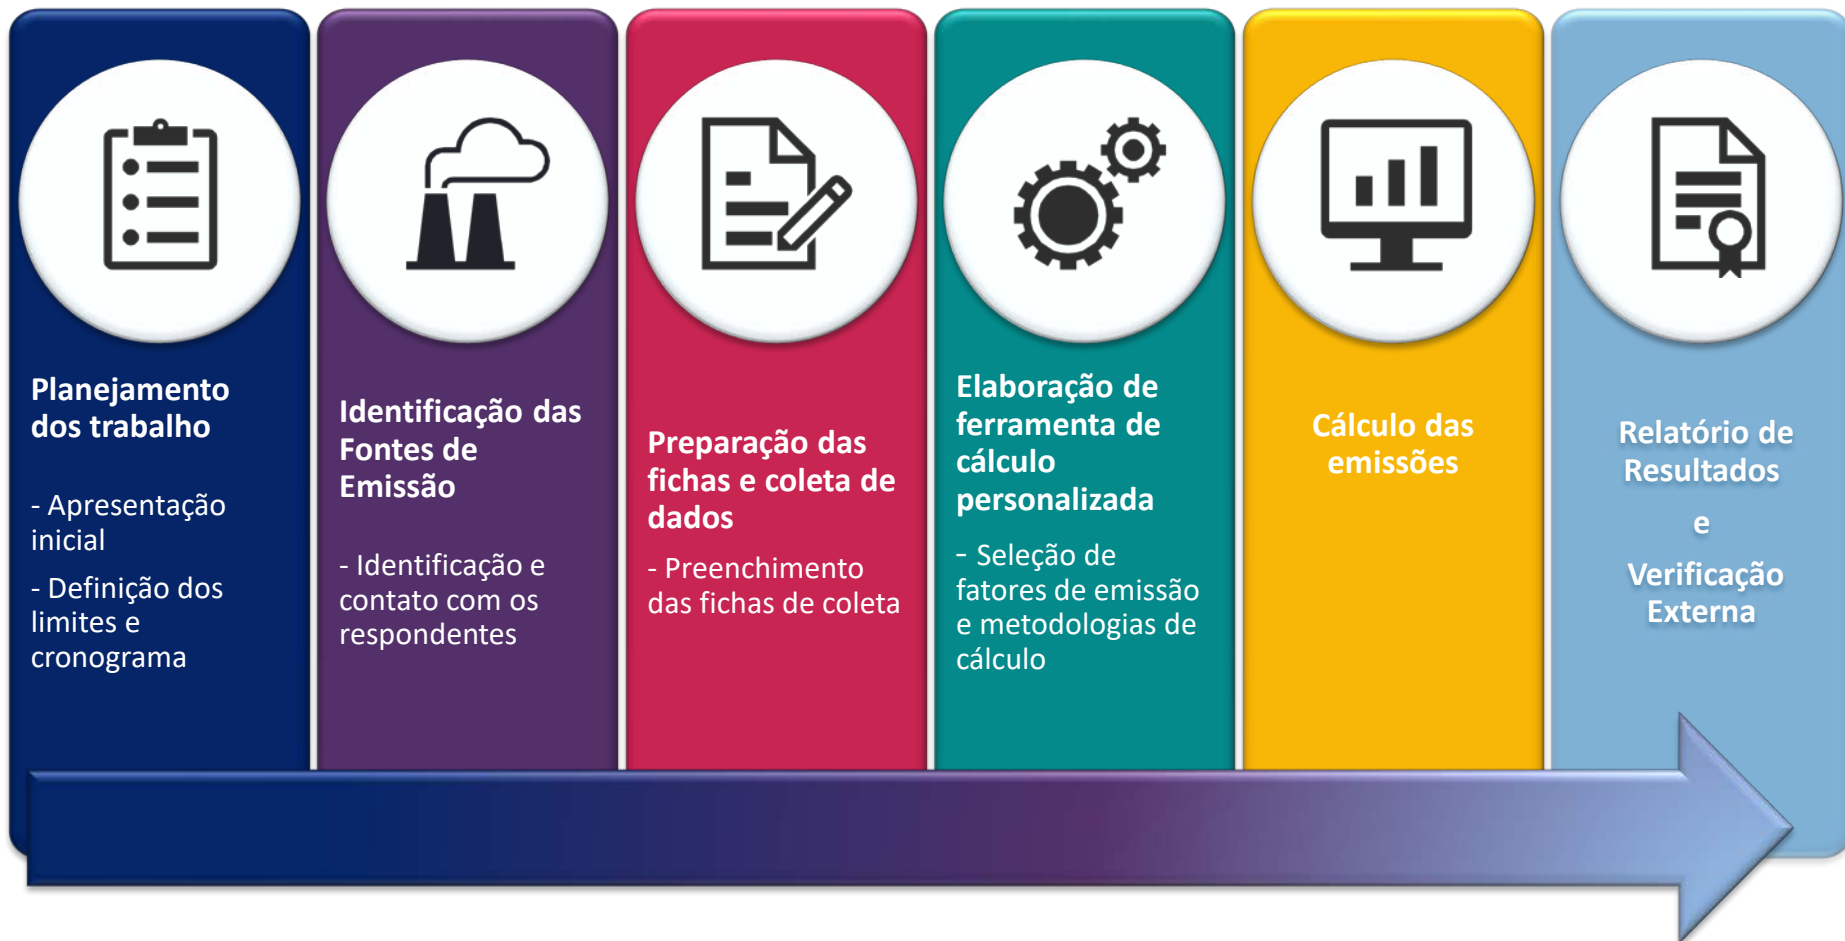 Planejamento
dos trabalho
- Apresentação
inicial
- Definição dos
limites e
cronograma
Identificação das
Fontes de
Emissão
- Identificação e
contato com os
respondentes
Preparação das
fichas e coleta de
dados
- Preenchimento
das fichas de coleta
Elaboração de
ferramenta de
cálculo
personalizada
- Seleção de
fatores de emissão
e metodologias de
cálculo
Cálculo das
emissões
Relatório de
Resultados
e
Verificação
Externa